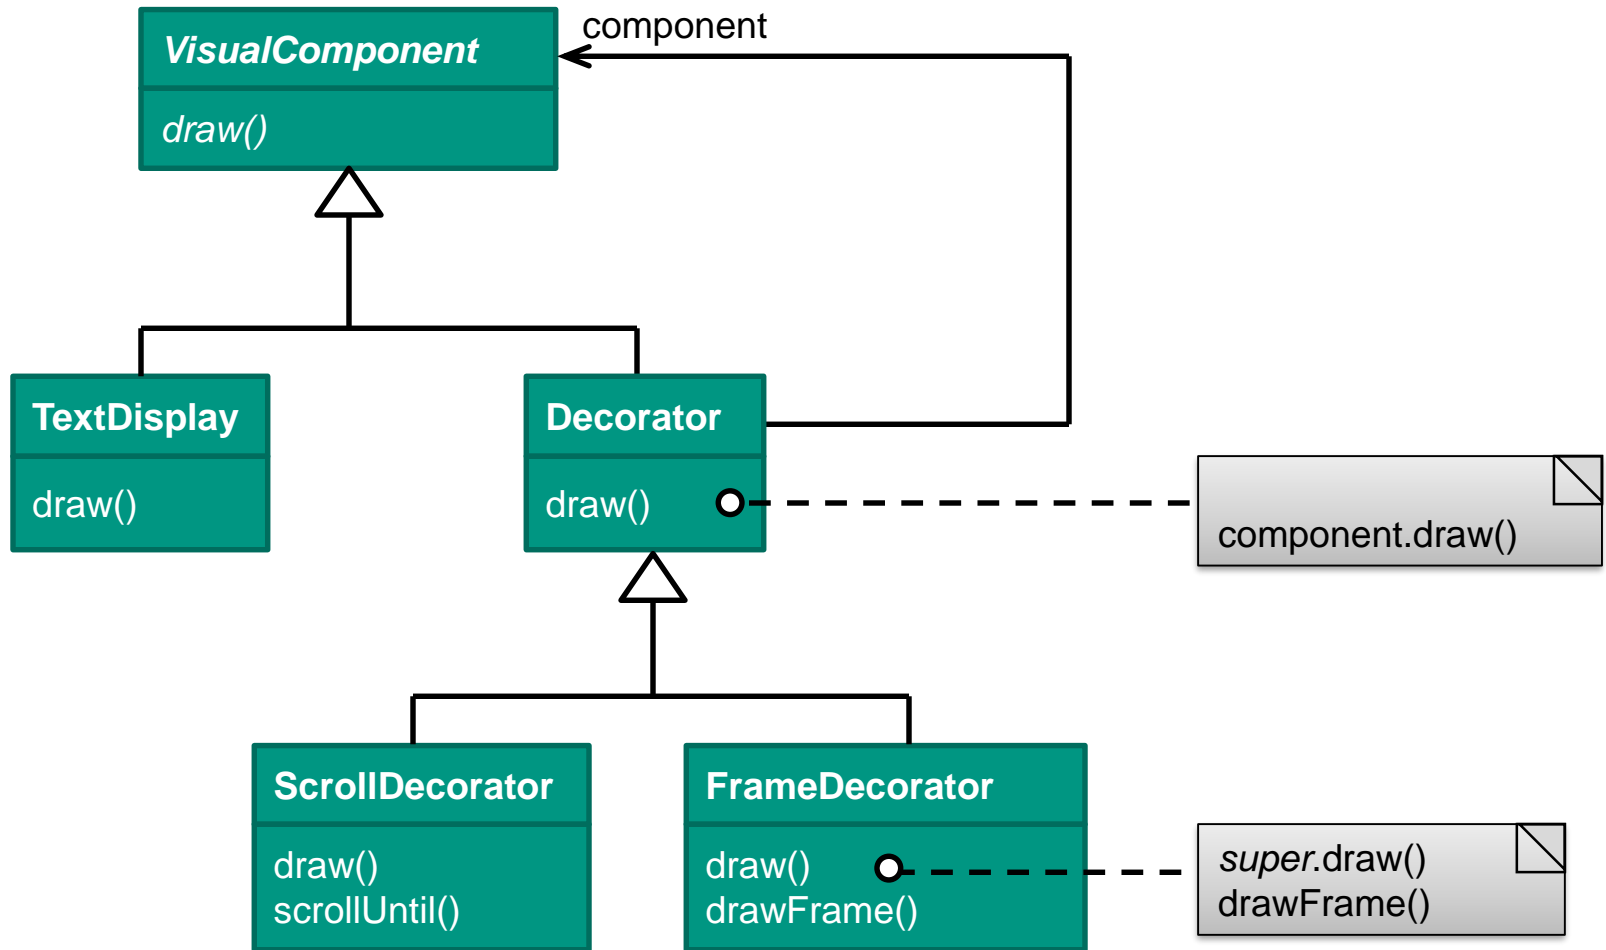 component
VisualComponent
draw()
TextDisplay
draw()
Decorator
draw()
component.draw()
ScrollDecorator
draw()
scrollUntil()
FrameDecorator
draw()
drawFrame()
super.draw()
drawFrame()